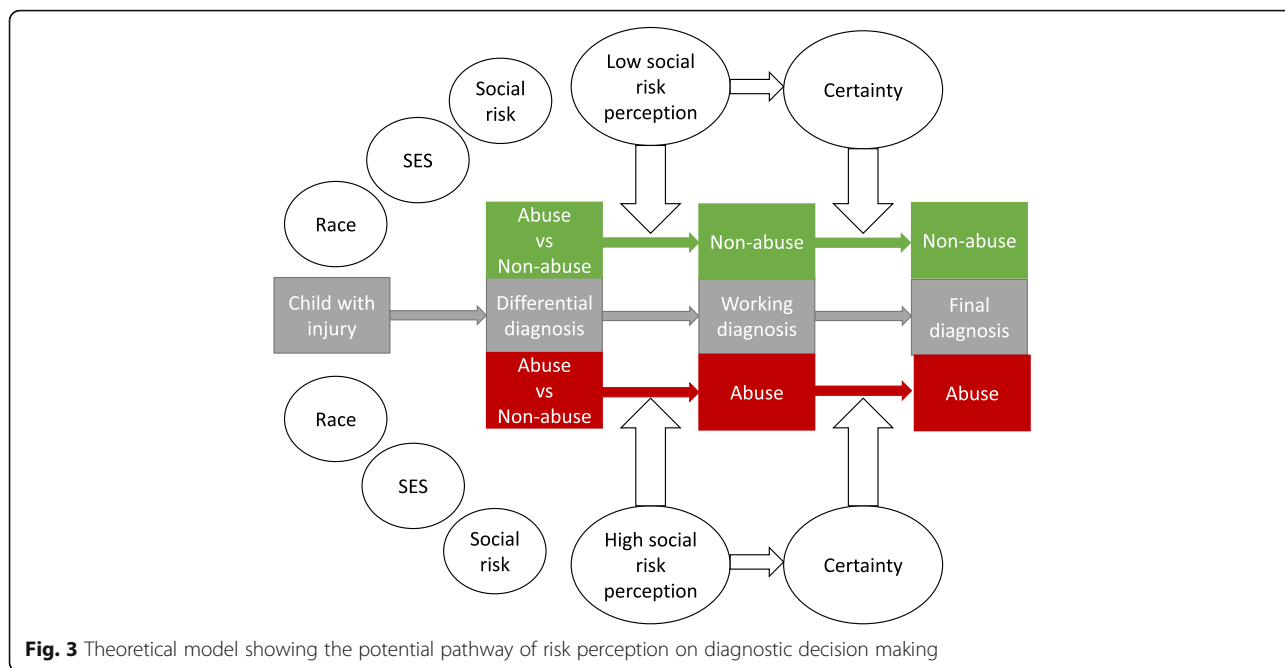 Low social
risk
perception
Certainty
Social
risk
SES
Race
Abuse
vs
Non-abuse
Non-abuse
Non-abuse
Child with
injury
Differential
diagnosis
Working
diagnosis
Final
diagnosis
Abuse
vs
Non-abuse
Abuse
Abuse
Race
SES
Social
risk
High social
risk
perception
Certainty
Fig. 3 Theoretical model showing the potential pathway of risk perception on diagnostic decision making